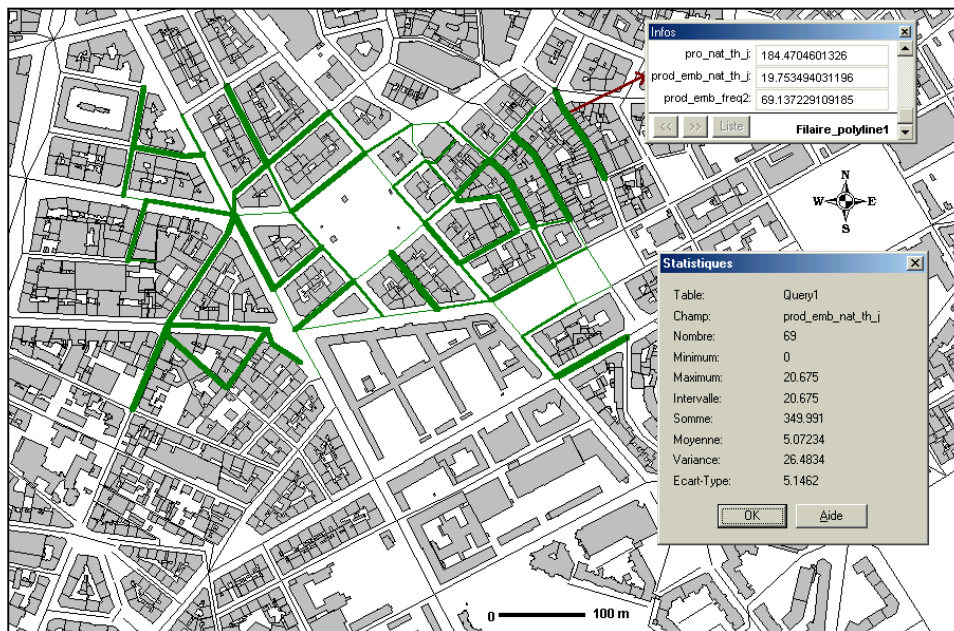 Infos
pro_nat_th_j: 184.4704601326
prod_emb_nat_th_j: 19.753494031196
prod_emb_freq2: 69.137229109185
<< >> Liste Filaire_polyline1
N
W E
S
Statistiques
Table: Query1
Champ: prod_emb_nat_th_j
Nombre: 69
Minimum: 0
Maximum: 20.675
Intervalle: 20.675
Somme: 349.991
Moyenne: 5.07234
Variance: 26.4834
Ecart-Type: 5.1462
OK Aide
0 100 m